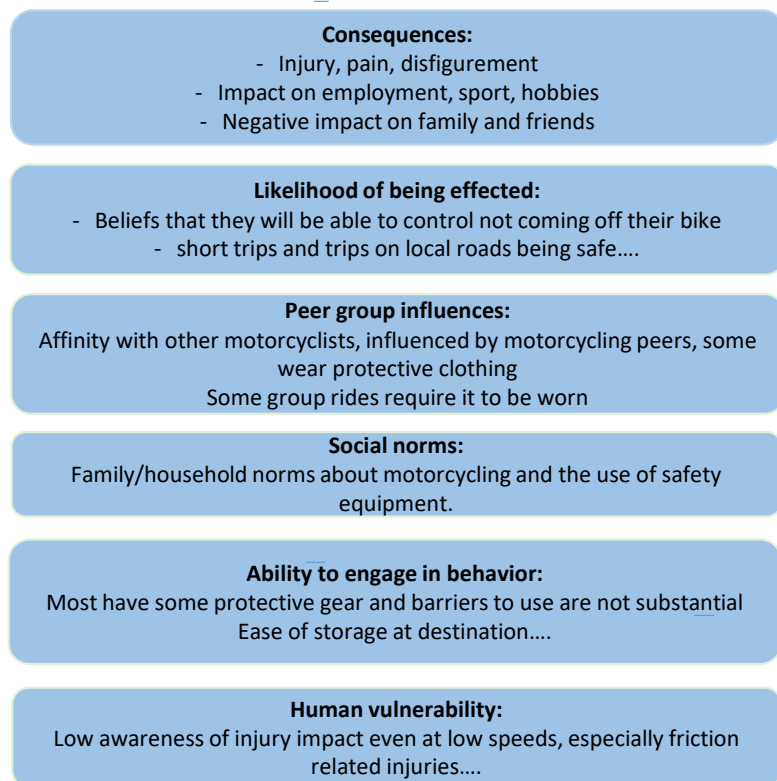 Consequences:
- Injury, pain, disfigurement
- Impact on employment, sport, hobbies
- Negative impact on family and friends
Likelihood of being effected:
- Beliefs that they will be able to control not coming off their bike
- short trips and trips on local roads being safe....
Peer group influences:
Affinity with other motorcyclists, influenced by motorcycling peers, some
wear protective clothing
Some group rides require it to be worn
Social norms:
Family/household norms about motorcycling and the use of safety
equipment.
Ability to engage in behavior:
Most have some protective gear and barriers to use are not substantial
Ease of storage at destination....
Human vulnerability:
Low awareness of injury impact even at low speeds, especially friction
related injuries....